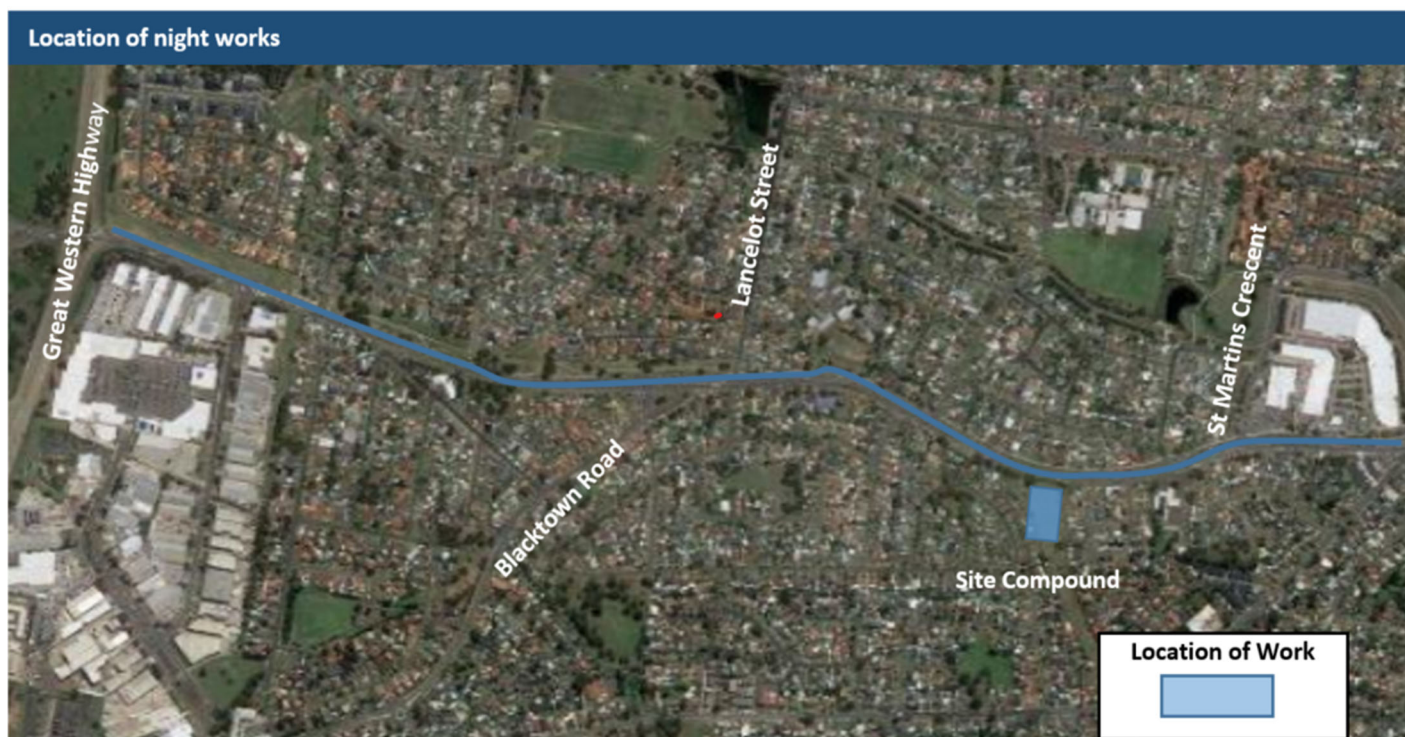 Location of night works
Great Western Highway
Lancelot Street
St Martins Crescent
Blacktown Road
Site Compound
Location of Work